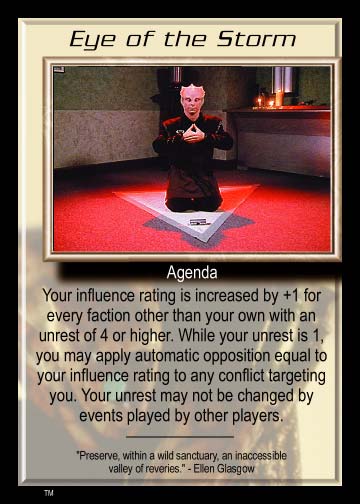 Eye of the Storm
Agenda
Your influence rating is increased by +1 for
every faction other than your own with an
unrest of 4 or higher. While your unrest is 1,
you may apply automatic opposition equal to
your influence rating to any conflict targeting
you. Your unrest may not be changed by
events played by other players.
"Preserve, within a wild sanctuary, an inaccessible
valley of reveries." - Ellen Glasgow
TM